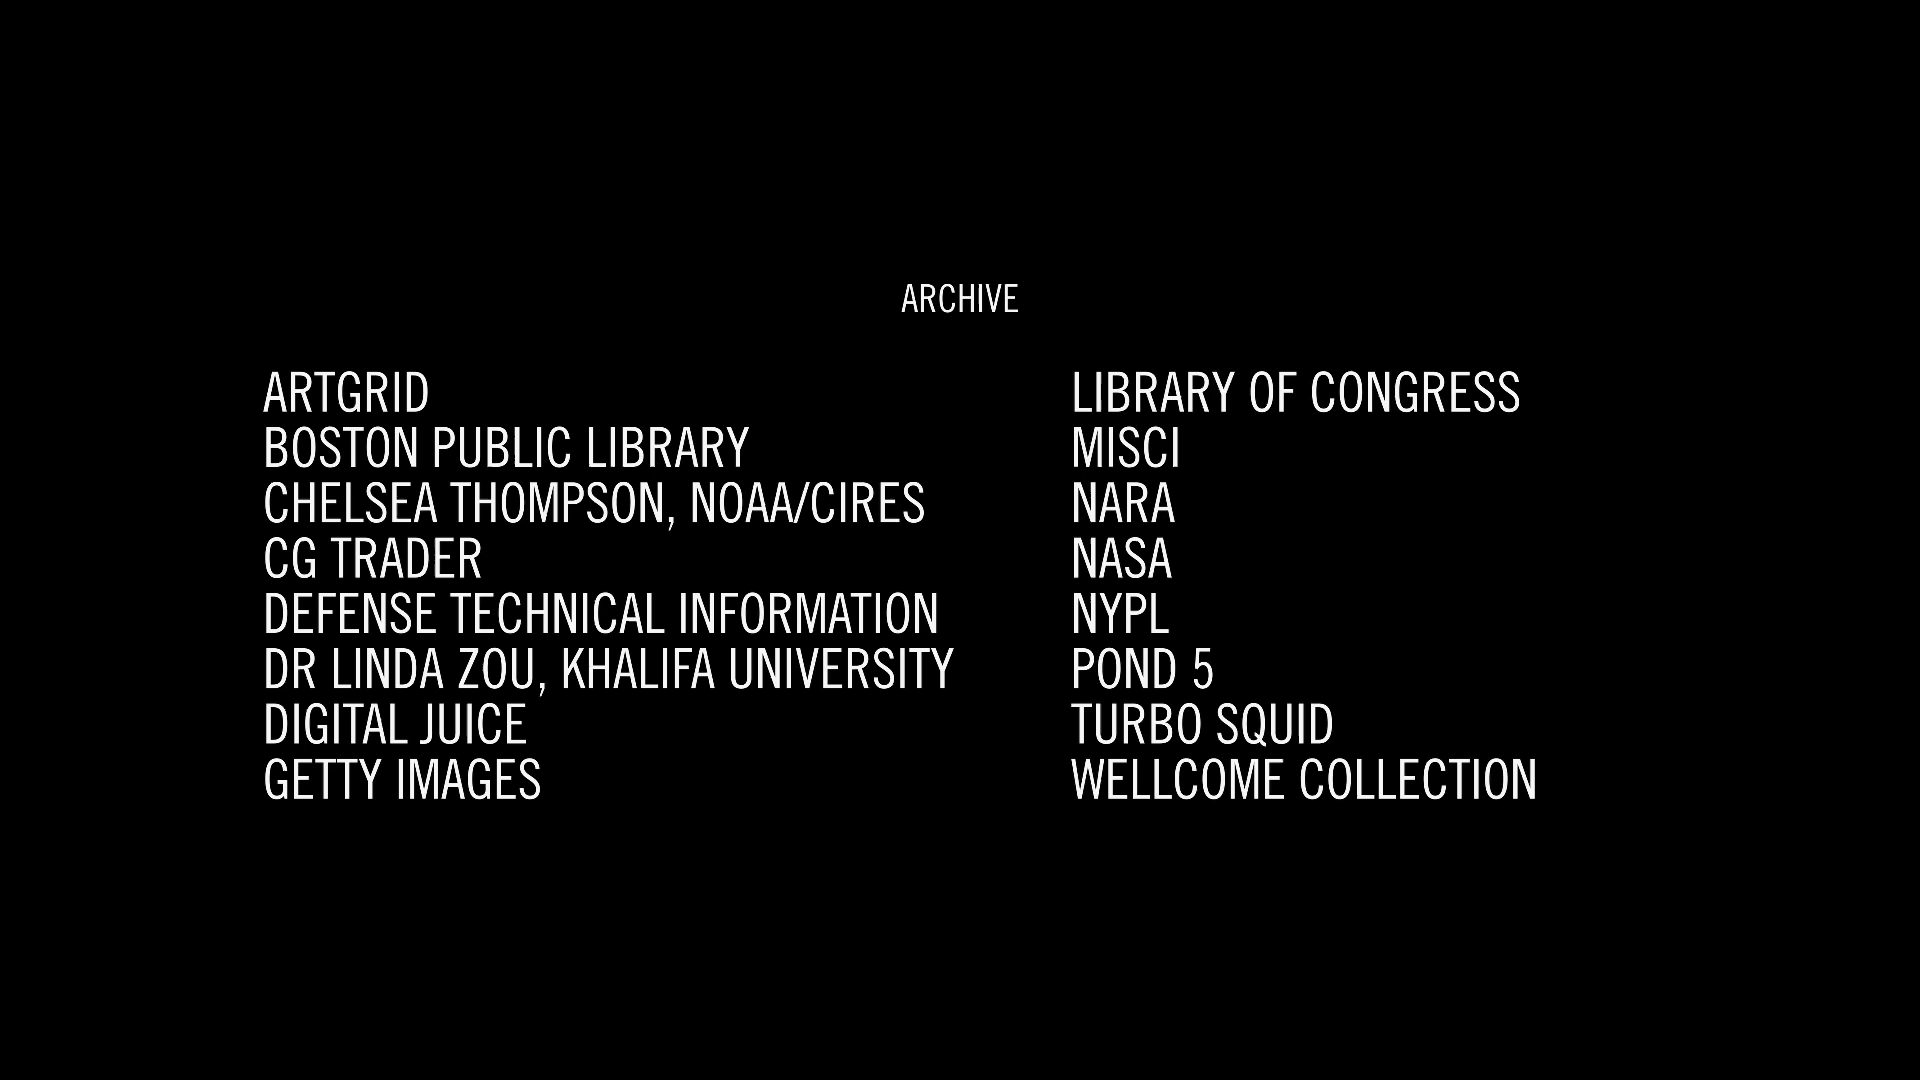 ARCHIVE
ARTGRID
BOSTON PUBLIC LIBRARY
CHELSEA THOMPSON, NOAA/CIRES
CG TRADER
DEFENSE TECHNICAL INFORMATION
DR LINDA ZOU, KHALIFA UNIVERSITY
DIGITAL JUICE
GETTY IMAGES
LIBRARY OF CONGRESS
MISCI
NARA
NASA
NYPL
POND 5
TURBO SQUID
WELLCOME COLLECTION